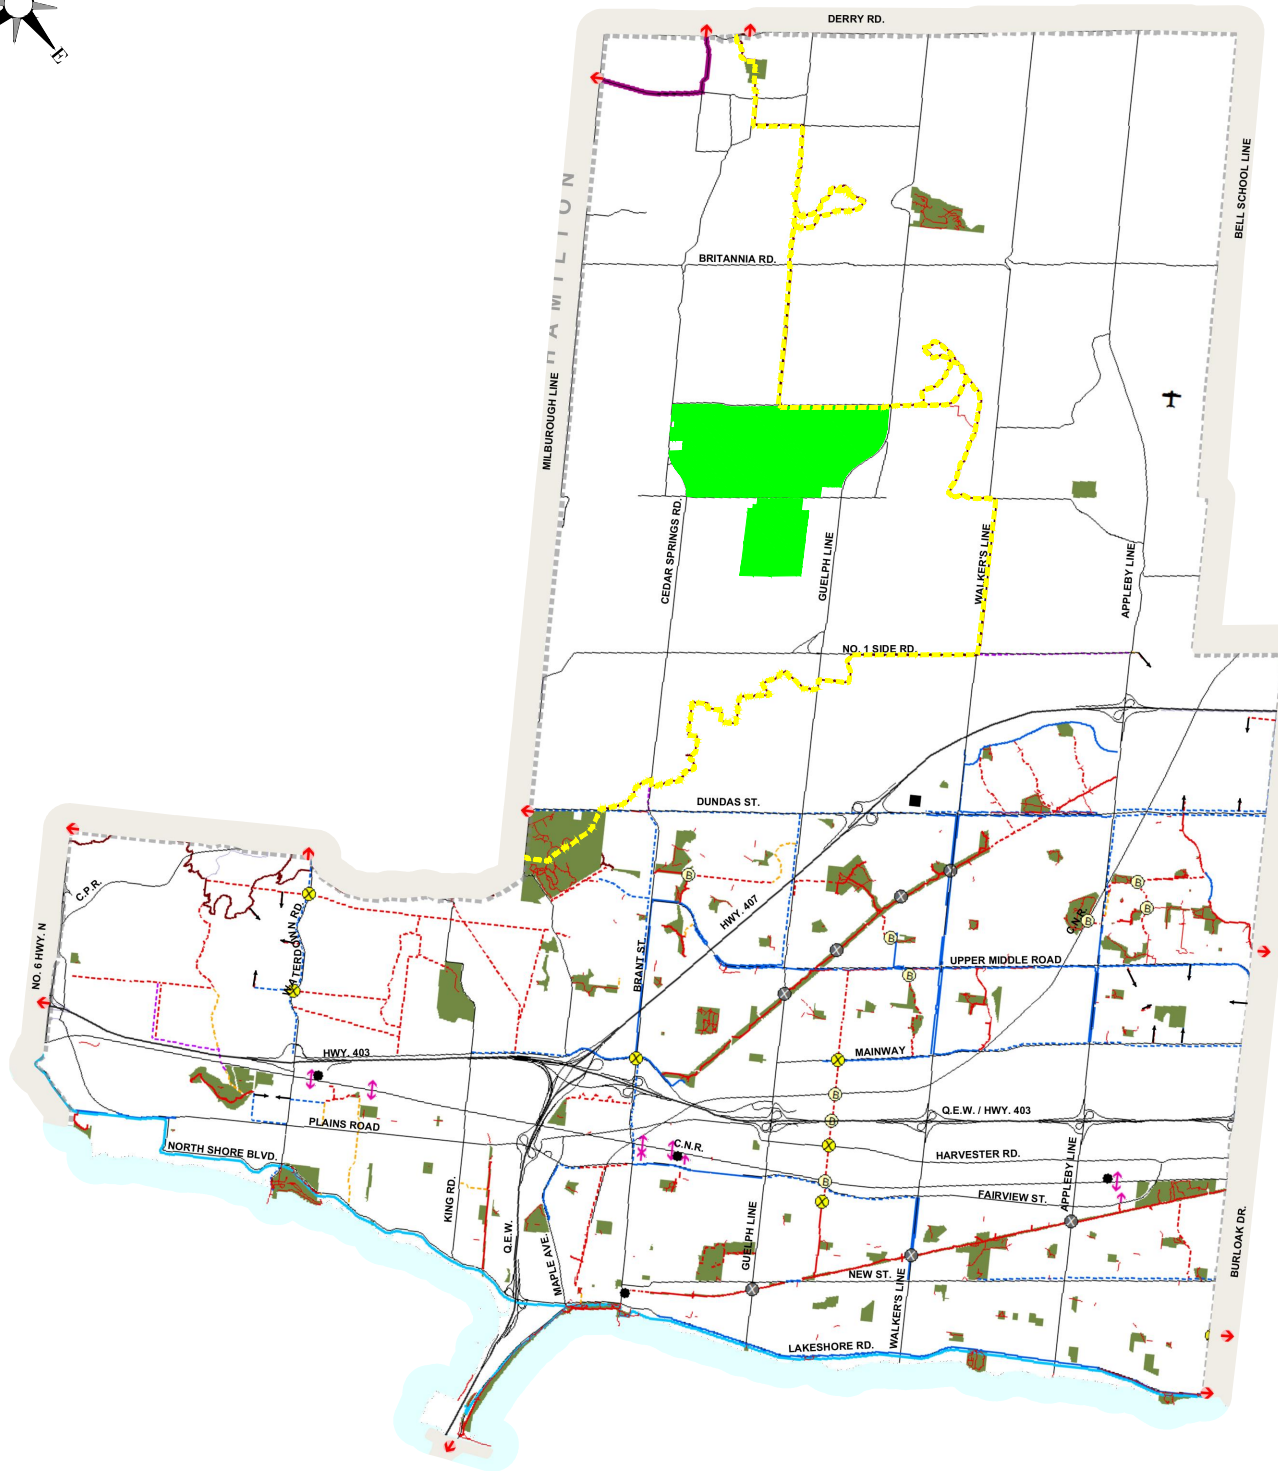 DERRY RD.
E
BELL SCHOOL LINE
HAMILTON
BRITANNIA RD.
MILBUROUGH LINE
CEDAR SPRINGS RD.
GUELPH LINE
WALKER'S LINE
APPLEBY LINE
NO. 1 SIDE RD.
DUNDAS ST.
C.P.R.
NO. 6 HWY. N
WATERDOWN RD.
BRANT ST.
HWY. 407
C.N.R.
B
B
B
B
B
B
UPPER MIDDLE ROAD
HWY. 403
MAINWAY
B
B
Q.E.W. / HWY. 403
PLAINS ROAD
NORTH SHORE BLVD.
C.N.R.
HARVESTER RD.
B
FAIRVIEW ST.
APPLEBY LINE
KING RD.
Q.E.W.
MAPLE AVE.
GUELPH LINE
NEW ST.
WALKER'S LINE
BURLOAK DR.
LAKESHORE RD.